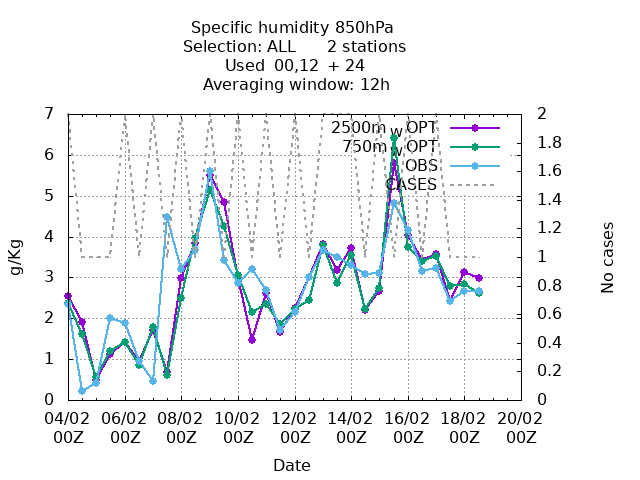 Specific humidity 850hPa
Selection: ALL 2 stations
Used 00,12 + 24
Averaging window: 12h
2500m w OPT
750m w OPT
OBS
CASES
7
6
5
4
3
2
1
0
g/Kg
2
1.8
1.6
1.4
1.2
1
0.8
0.6
0.4
0.2
0
No cases
04/02 06/02 08/02 10/02 12/02 14/02 16/02 18/02 20/02
00Z 00Z 00Z 00Z 00Z 00Z 00Z 00Z 00Z
Date